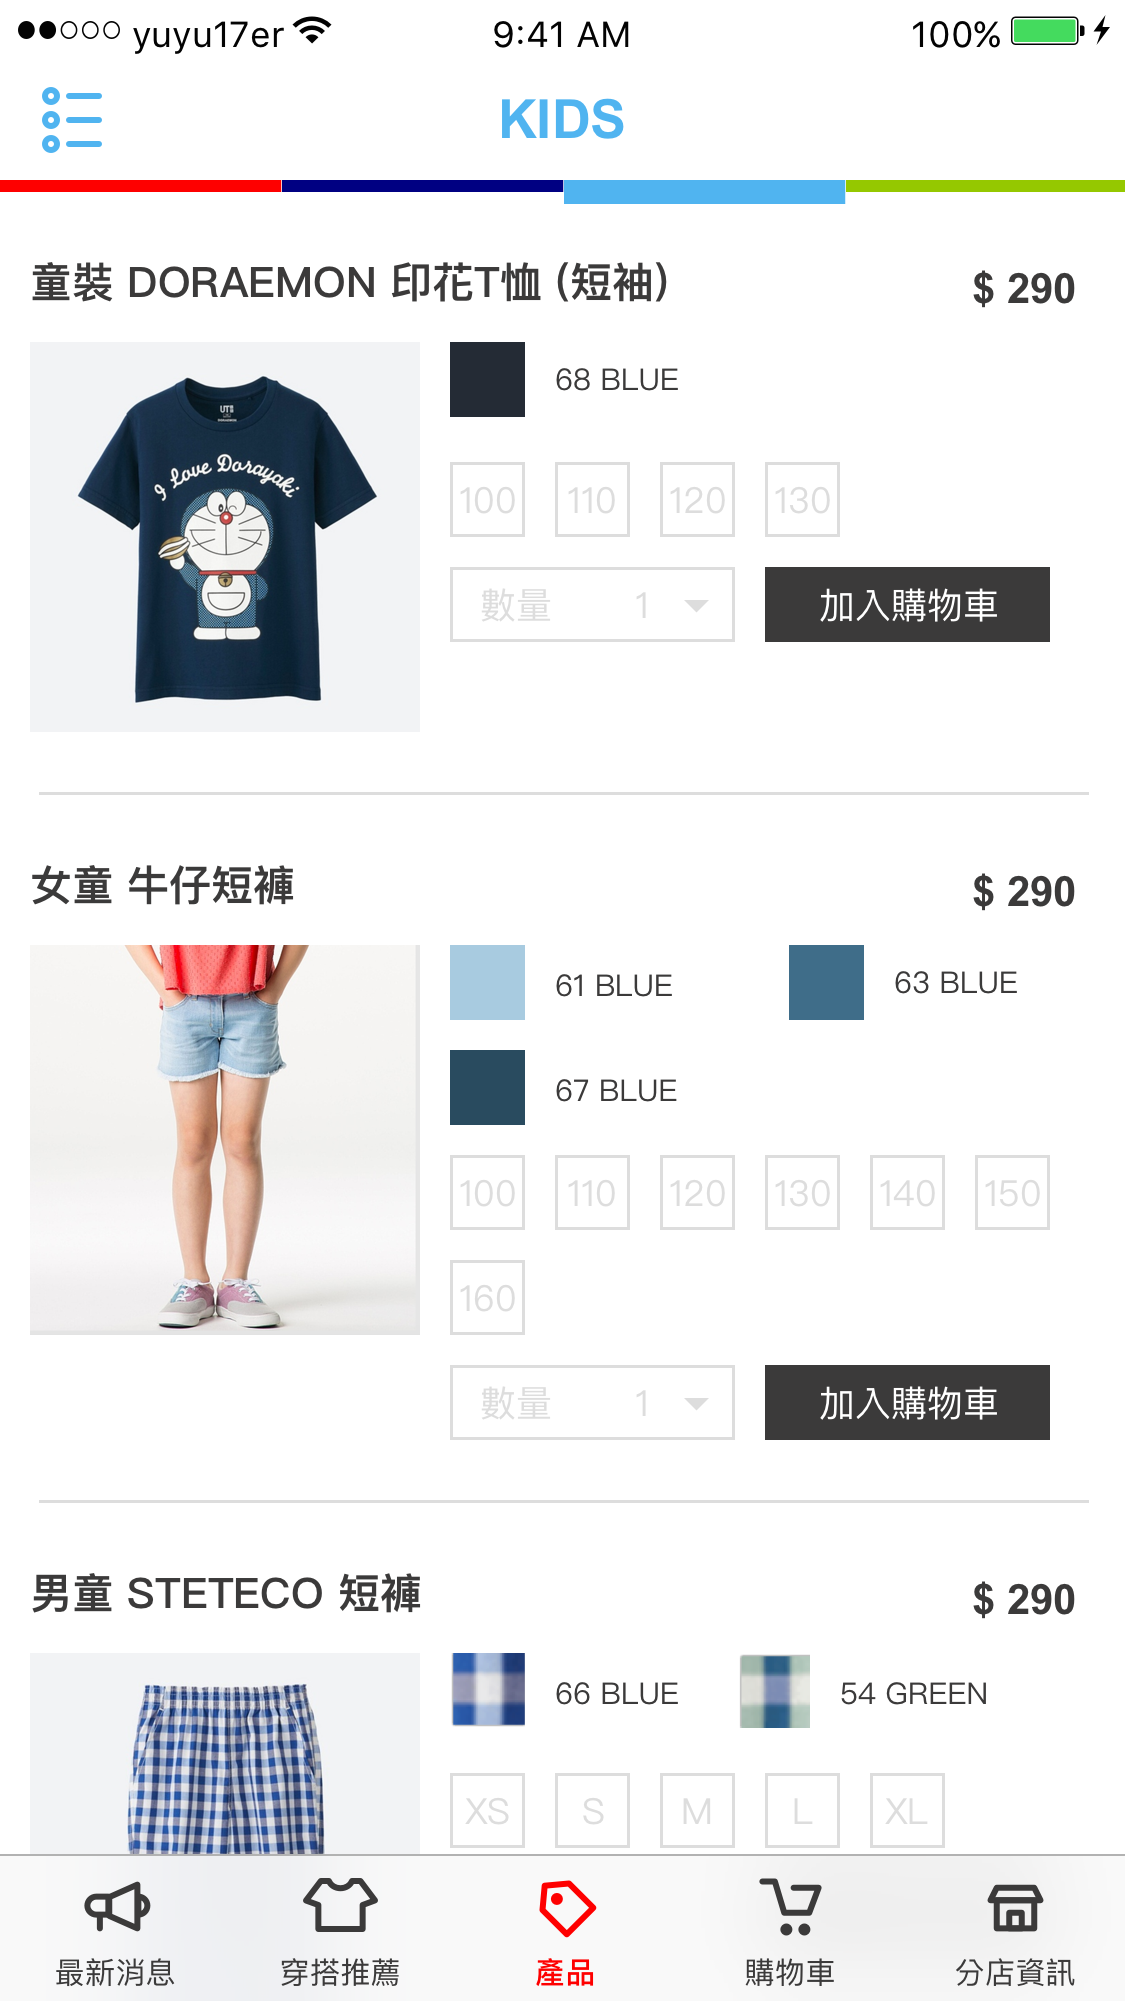 yuyu17er 9:41 AM 100%
KIDS
童裝 DORAEMON 印花T恤 (短袖) $ 290
68 BLUE
I Love Dorayaki
100 110 120 130
數量 1 加入購物車
女童 牛仔短褲 $ 290
61 BLUE 63 BLUE
67 BLUE
100 110 120 130 140 150
160
數量 1 加入購物車
男童 STETECO 短褲 $ 290
66 BLUE 54 GREEN
XS S M L XL
最新消息 穿搭推薦 產品 購物車 分店資訊